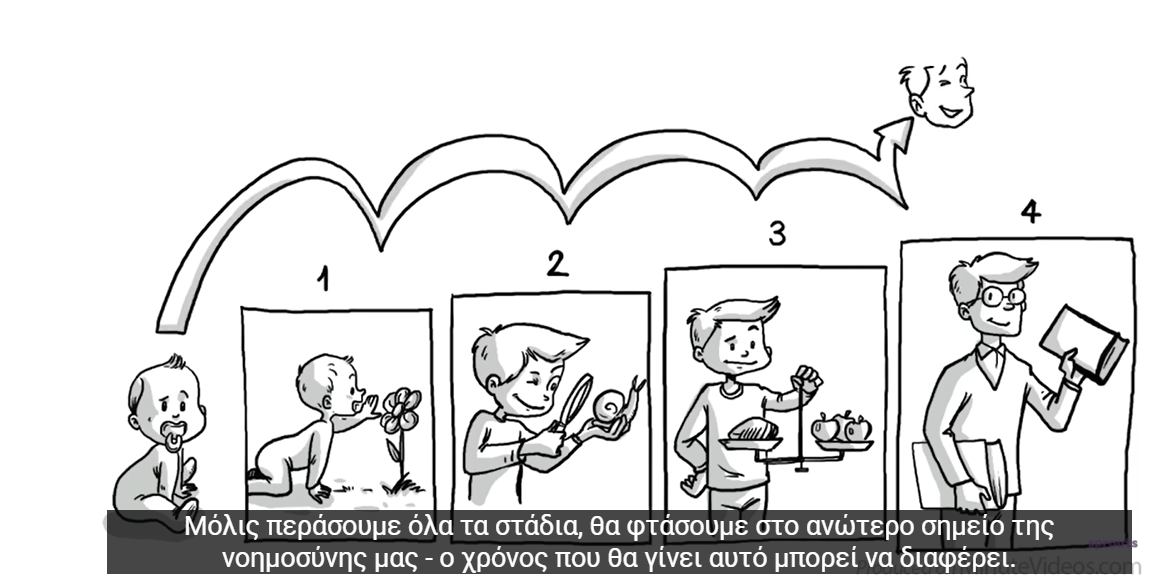 1
2
3
4
Μόλις περάσουμε όλα τα στάδια, θα φτάσουμε στο ανώτερο σημείο της
νοημοσύνης μας - ο χρόνος που θα γίνει αυτό μπορεί να διαφέρει.